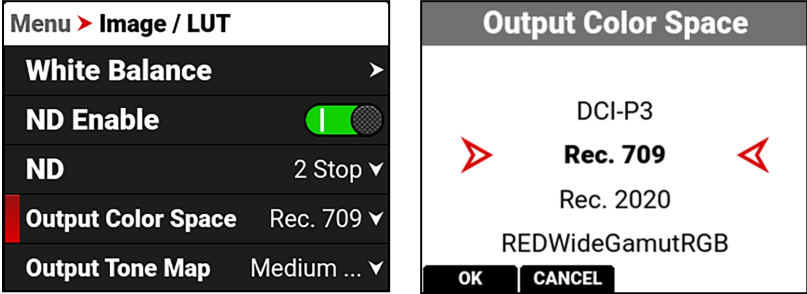 Menu > Image / LUT
White Balance
ND Enable
ND 2 Stop
Output Color Space Rec. 709
Output Tone Map Medium ...
Output Color Space
DCI-P3
Rec. 709
Rec. 2020
REDWideGamutRGB
OK CANCEL